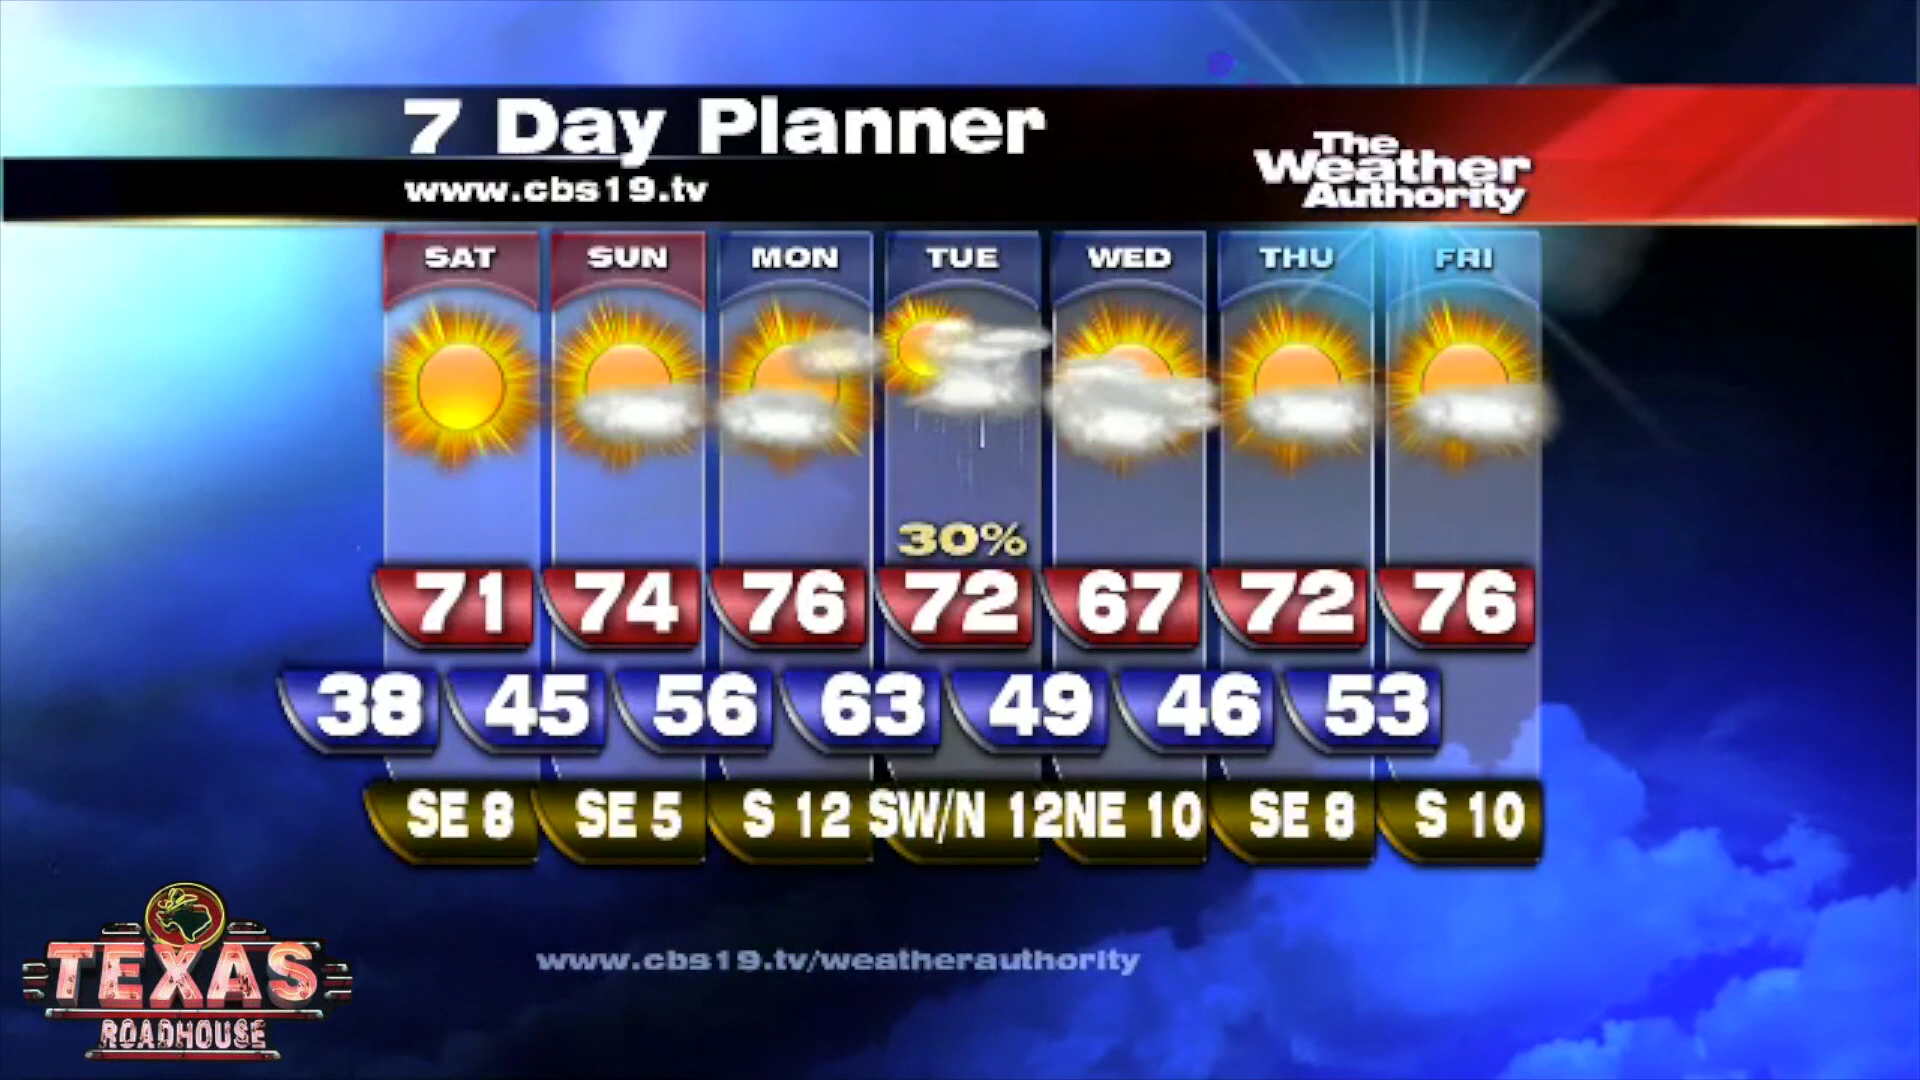 7 Day Planner
www.cbs19.tv
The
Weather
Authority
SAT SUN MON TUE WED THU FRI
30%
71 74 76 72 67 72 76
38 45 56 63 49 46 53
SE 8 SE 5 S 12 SW/N 12 NE 10 SE 8 S 10
www.cbs19.tv/weatherauthority
TEXAS
ROADHOUSE